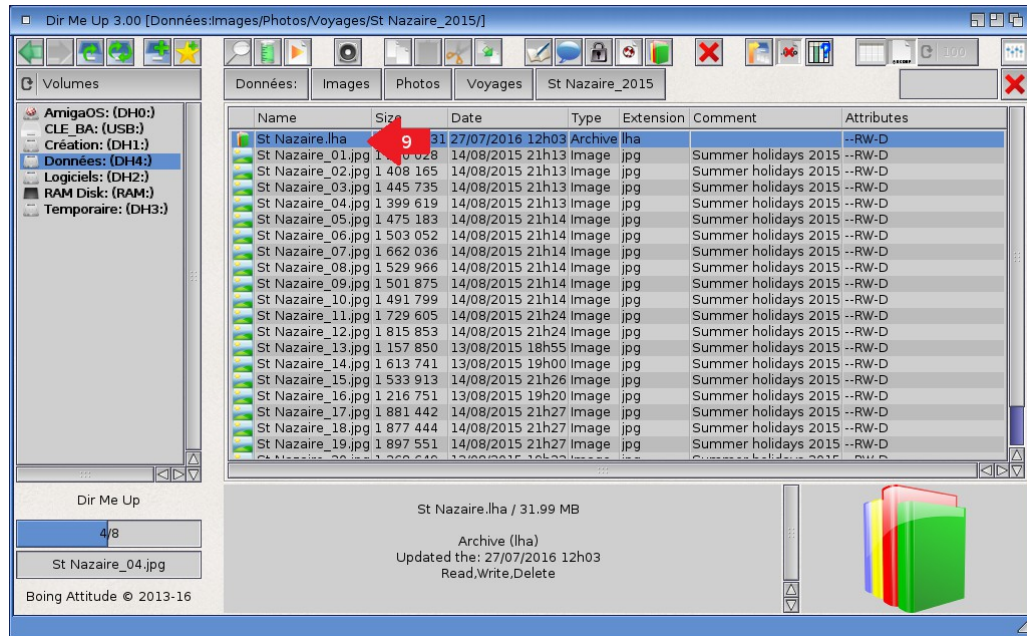 Dir Me Up 3.00 [Données:Images/Photos/Voyages/St Nazaire_2015/]
100
Volumes
Données: Images Photos Voyages St Nazaire_2015
AmigaOS: (DH0:)
CLE_BA: (USB:)
Création: (DH1:)
Données: (DH4:)
Logiciels: (DH2:)
RAM Disk: (RAM:)
Temporaire: (DH3:)
Name Size Date Type Extension Comment Attributes
St Nazaire.lha 31 27/07/2016 12h03 Archive lha --RW-D
9
St Nazaire_01.jpg 028 14/08/2015 21h13 Image jpg Summer holidays 2015 --RW-D
St Nazaire_02.jpg 1 408 165 14/08/2015 21h13 Image jpg Summer holidays 2015 --RW-D
St Nazaire_03.jpg 1 445 735 14/08/2015 21h13 Image jpg Summer holidays 2015 --RW-D
St Nazaire_04.jpg 1 399 619 14/08/2015 21h13 Image jpg Summer holidays 2015 --RW-D
St Nazaire_05.jpg 1 475 183 14/08/2015 21h14 Image jpg Summer holidays 2015 --RW-D
St Nazaire_06.jpg 1 503 052 14/08/2015 21h14 Image jpg Summer holidays 2015 --RW-D
St Nazaire_07.jpg 1 662 036 14/08/2015 21h14 Image jpg Summer holidays 2015 --RW-D
St Nazaire_08.jpg 1 529 966 14/08/2015 21h14 Image jpg Summer holidays 2015 --RW-D
St Nazaire_09.jpg 1 501 875 14/08/2015 21h14 Image jpg Summer holidays 2015 --RW-D
St Nazaire_10.jpg 1 491 799 14/08/2015 21h14 Image jpg Summer holidays 2015 --RW-D
St Nazaire_11.jpg 1 729 605 14/08/2015 21h24 Image jpg Summer holidays 2015 --RW-D
St Nazaire_12.jpg 1 815 853 14/08/2015 21h24 Image jpg Summer holidays 2015 --RW-D
St Nazaire_13.jpg 1 157 850 13/08/2015 18h55 Image jpg Summer holidays 2015 --RW-D
St Nazaire_14.jpg 1 613 741 13/08/2015 19h00 Image jpg Summer holidays 2015 --RW-D
St Nazaire_15.jpg 1 533 913 14/08/2015 21h26 Image jpg Summer holidays 2015 --RW-D
St Nazaire_16.jpg 1 216 751 13/08/2015 19h20 Image jpg Summer holidays 2015 --RW-D
St Nazaire_17.jpg 1 881 442 14/08/2015 21h27 Image jpg Summer holidays 2015 --RW-D
St Nazaire_18.jpg 1 877 444 14/08/2015 21h27 Image jpg Summer holidays 2015 --RW-D
St Nazaire_19.jpg 1 897 551 14/08/2015 21h27 Image jpg Summer holidays 2015 --RW-D
Dir Me Up
4/8
St Nazaire_04.jpg
Boing Attitude © 2013-16
St Nazaire.lha / 31.99 MB
Archive (lha)
Updated the: 27/07/2016 12h03
Read,Write,Delete